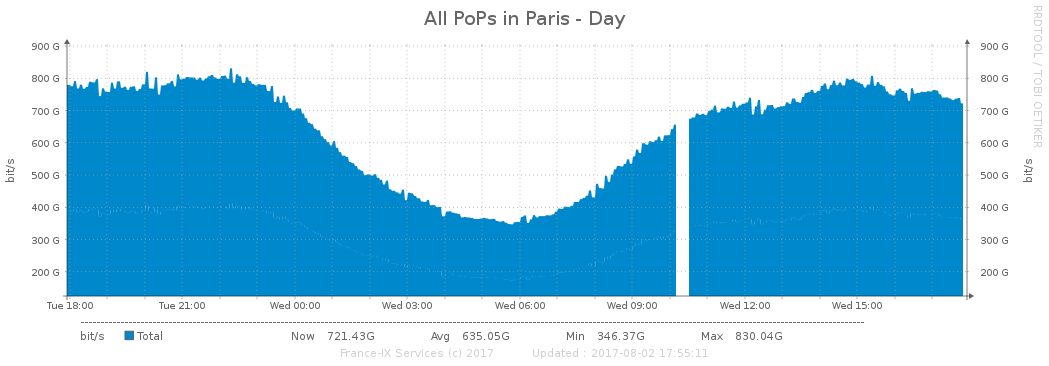 All PoPs in Paris - Day
RRDTOOL / TOBI OETIKER
900 G 900 G
800 G 800 G
700 G 700 G
600 G 600 G
500 G 500 G
400 G 400 G
300 G 300 G
200 G 200 G
bit/s bit/s
Tue 18:00 Tue 21:00 Wed 00:00 Wed 03:00 Wed 06:00 Wed 09:00 Wed 12:00 Wed 15:00
bit/s Total Now 721.43G Avg 635.05G Min 346.37G Max 830.04G
France-IX Services (c) 2017 Updated : 2017-08-02 17:55:11